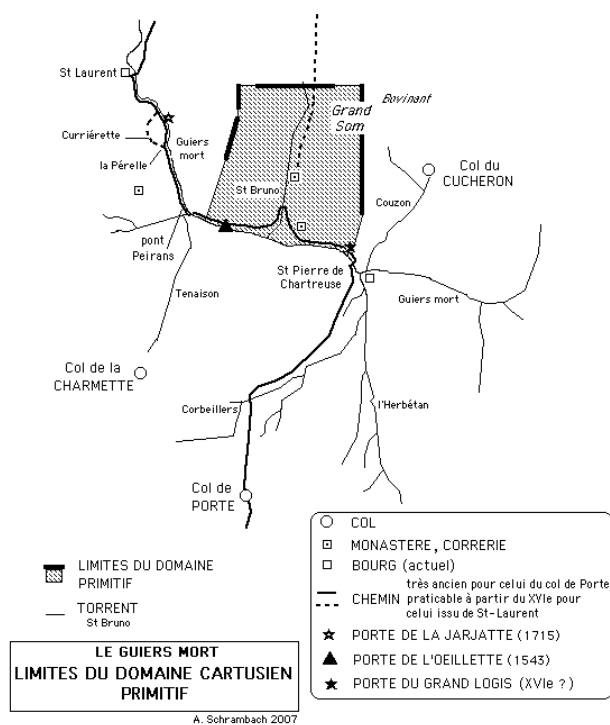 St Laurent
Bovinant
Grand
Som
Curriérette
Guiers
mort
la Pérelle
Col du
CUCHERON
St Bruno
Couzon
pont
Peirans
St Pierre de
Chartreuse
Tenaison
Guiers mort
Col de la
CHARMETTE
Corbeillers
l'Herbétan
Col de
PORTE
LIMITES DU DOMAINE
PRIMITIF
TORRENT
St Bruno
LE GUIERS MORT
LIMITES DU DOMAINE CARTUSIEN
PRIMITIF
A. Schrambach 2007
COL
MONASTERE, CORRERIE
BOURG (actuel)
très ancien pour celui du col de Porte
CHEMIN praticable à partir du XVIe pour
celui issu de St-Laurent
PORTE DE LA JARJATTE (1715)
PORTE DE L'OEILLETTE (1543)
PORTE DU GRAND LOGIS (XVIe ?)